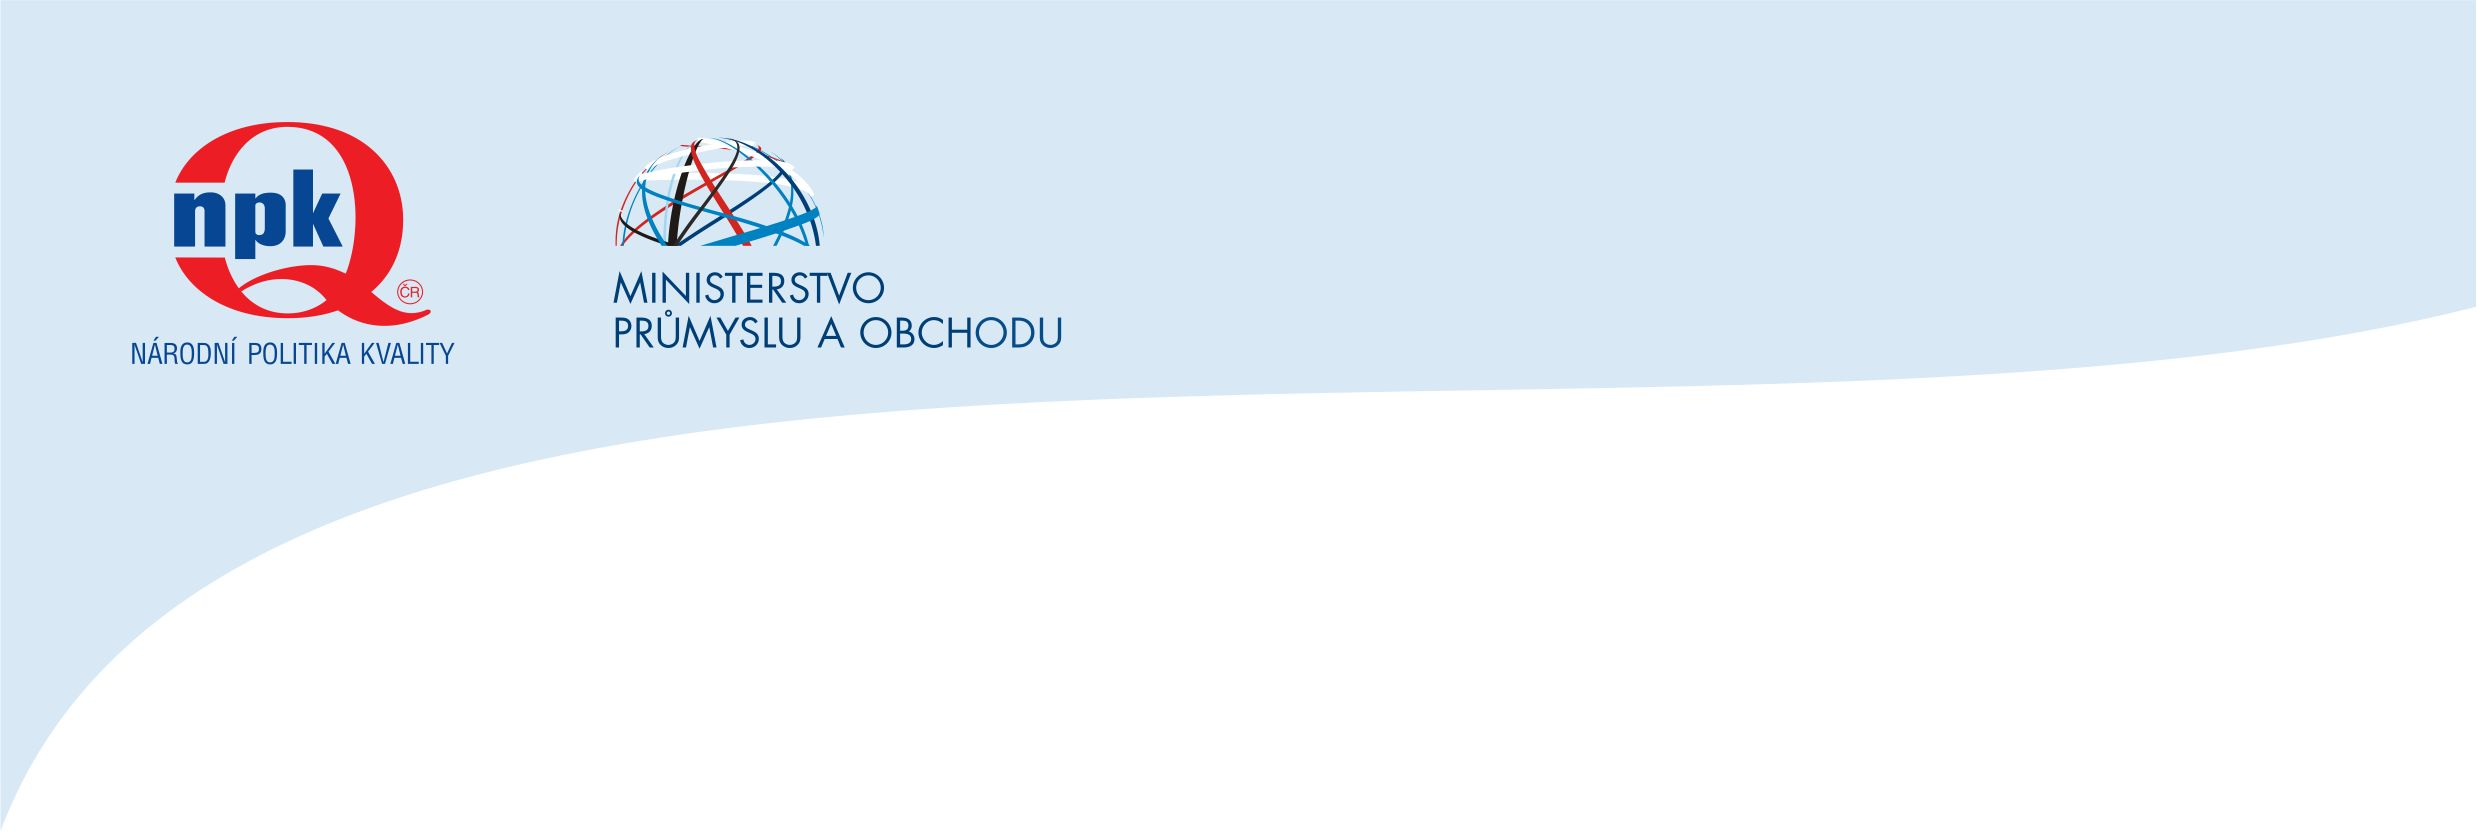 npk
ČR
NÁRODNÍ POLITIKA KVALITY
MINISTERSTVO
PRŮMYSLU A OBCHODU